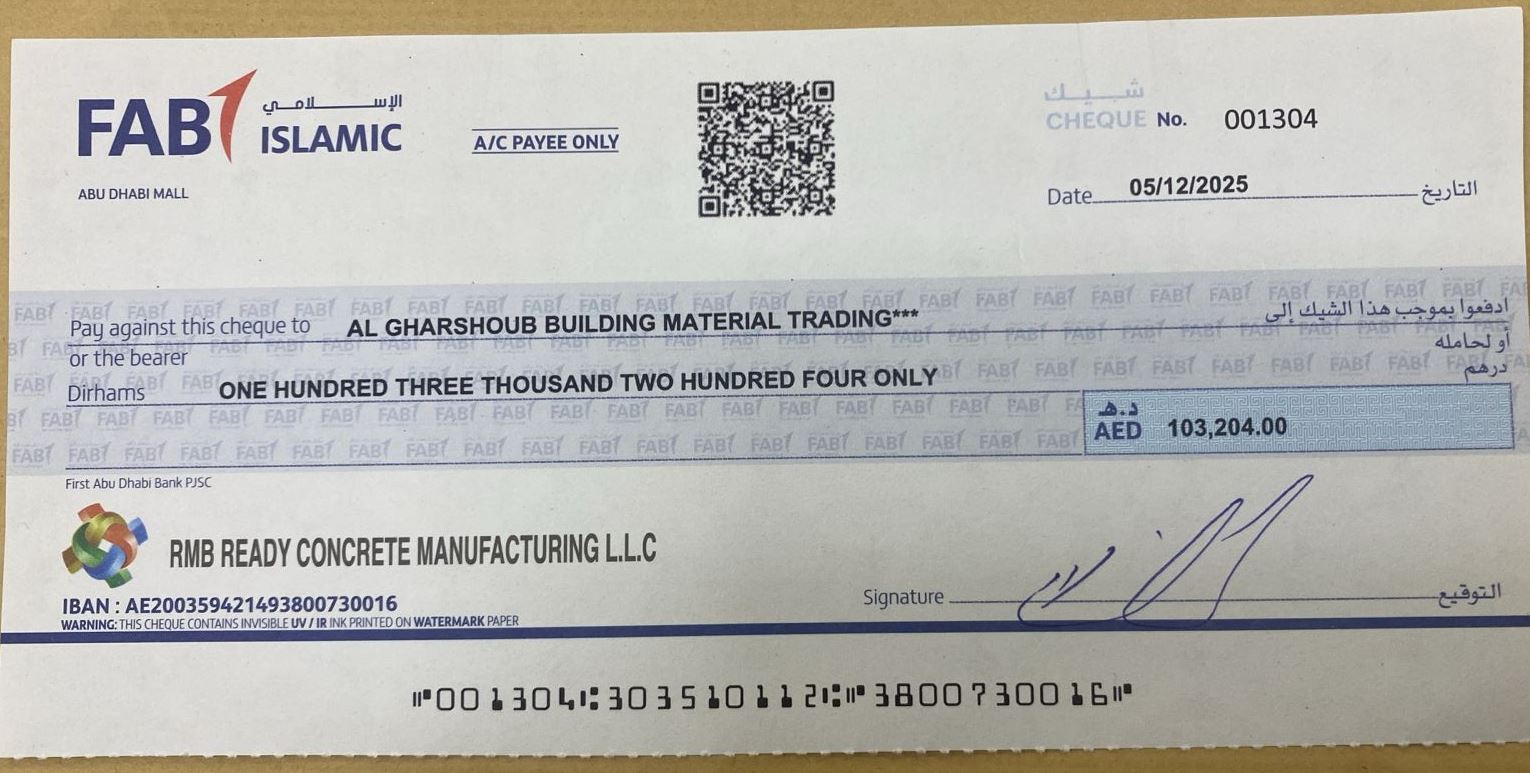 FAB الإسلامي
ISLAMIC
ABU DHABI MALL
A/C PAYEE ONLY
شيك
CHEQUE No. 001304
Date 05/12/2025 التاريخ
Pay against this cheque to AL GHARSHOUB BUILDING MATERIAL TRADING*** ادفعوا بموجب هذا الشيك إلى
or the bearer أو لحامله
Dirhams ONE HUNDRED THREE THOUSAND TWO HUNDRED FOUR ONLY درهم
د.هـ
AED 103,204.00
First Abu Dhabi Bank PJSC
RMB READY CONCRETE MANUFACTURING L.L.C
IBAN : AE200359421493800730016
Signature التوقيع
WARNING: THIS CHEQUE CONTAINS INVISIBLE UV / IR INK PRINTED ON WATERMARK PAPER
⑈001304⑆303510112⑆⑈3800730016⑈